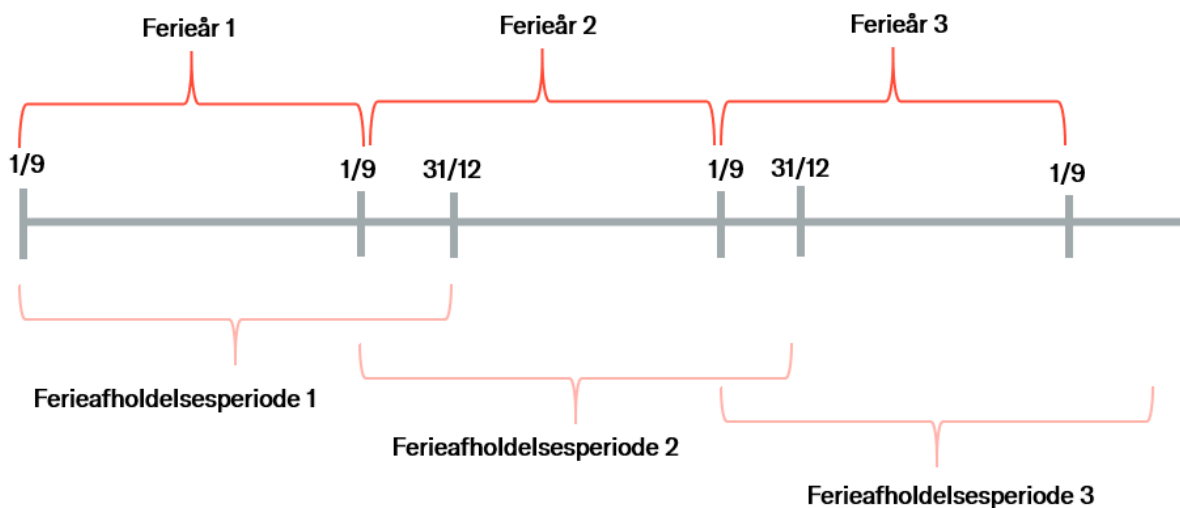 Ferieår 1
Ferieår 2
Ferieår 3
1/9
1/9
31/12
1/9
31/12
1/9
Ferieafholdelsesperiode 1
Ferieafholdelsesperiode 2
Ferieafholdelsesperiode 3